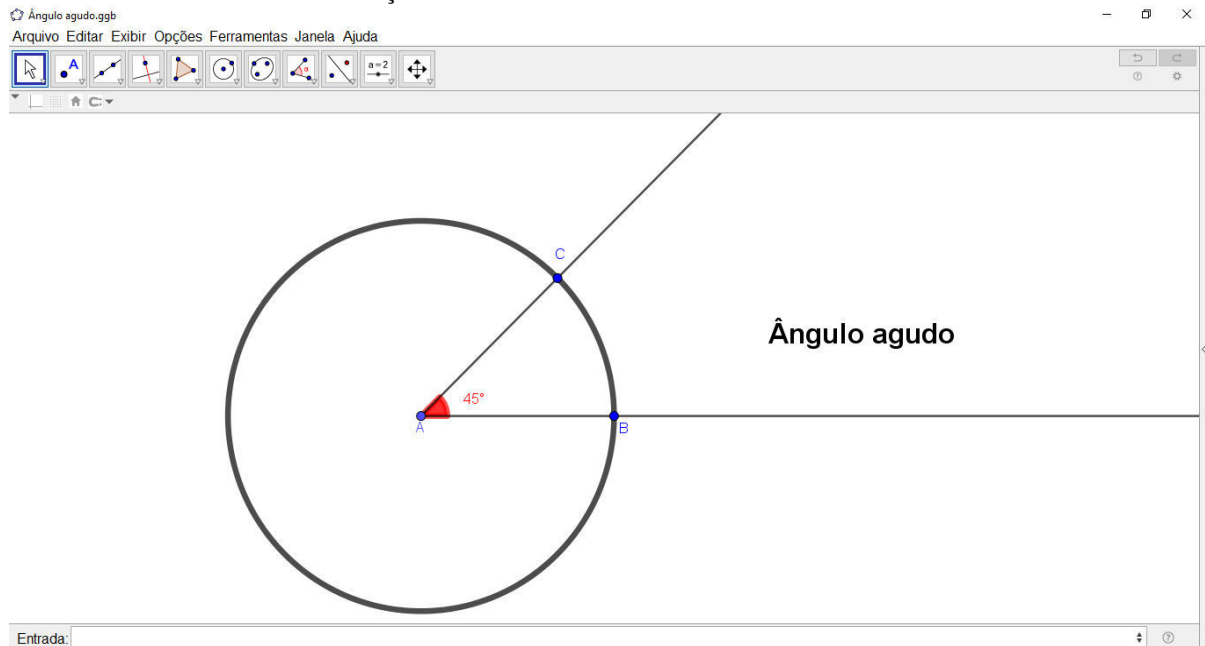 Ângulo agudo.ggb
Arquivo Editar Exibir Opções Ferramentas Janela Ajuda
A
a=2
C
Ângulo agudo
45°
A
B
Entrada: